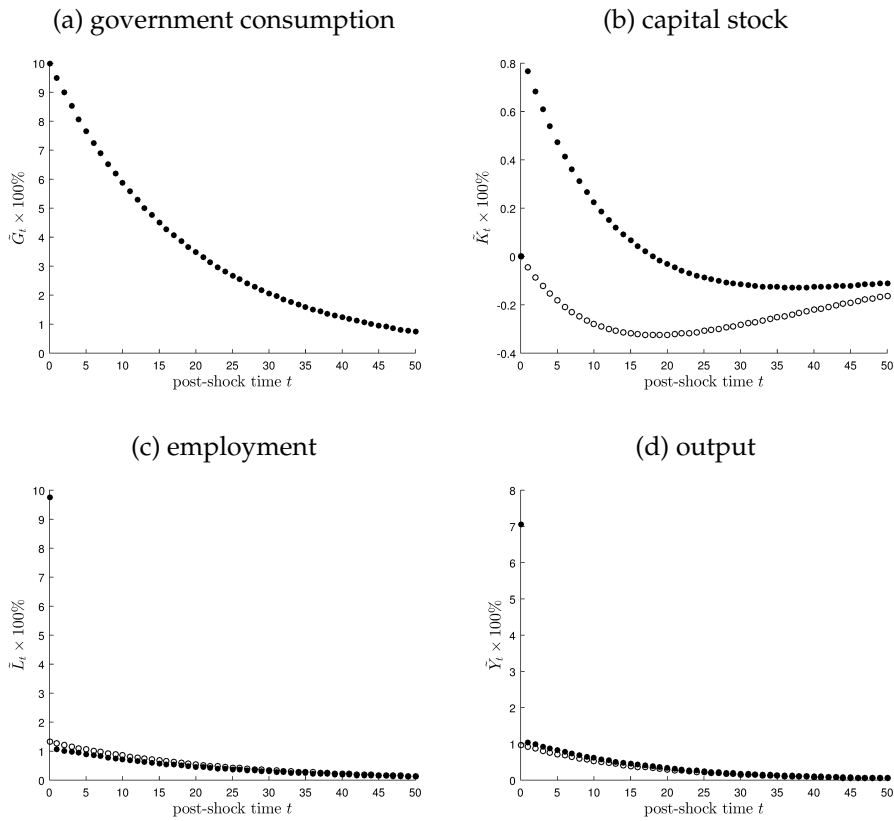 (a) government consumption
10
9
8
7
6
5
4
3
2
1
0
G̃ₜ × 100%
0 5 10 15 20 25 30 35 40 45 50
post-shock time t
(b) capital stock
0.8
0.6
0.4
0.2
0
-0.2
-0.4
K̃ₜ × 100%
0 5 10 15 20 25 30 35 40 45 50
post-shock time t
(c) employment
10
9
8
7
6
5
4
3
2
1
0
L̃ₜ × 100%
0 5 10 15 20 25 30 35 40 45 50
post-shock time t
(d) output
8
7
6
5
4
3
2
1
0
Ỹₜ × 100%
0 5 10 15 20 25 30 35 40 45 50
post-shock time t